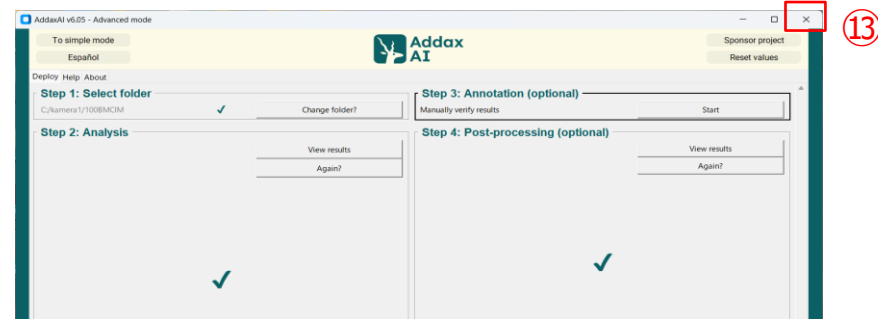 AddaxAI v6.05 - Advanced mode
⑬
To simple mode
Español
Addax
AI
Sponsor project
Reset values
Deploy Help About
Step 1: Select folder
C:/kamera1/100BMCIM
Change folder?
Step 2: Analysis
View results
Again?
Step 3: Annotation (optional)
Manually verify results
Start
Step 4: Post-processing (optional)
View results
Again?